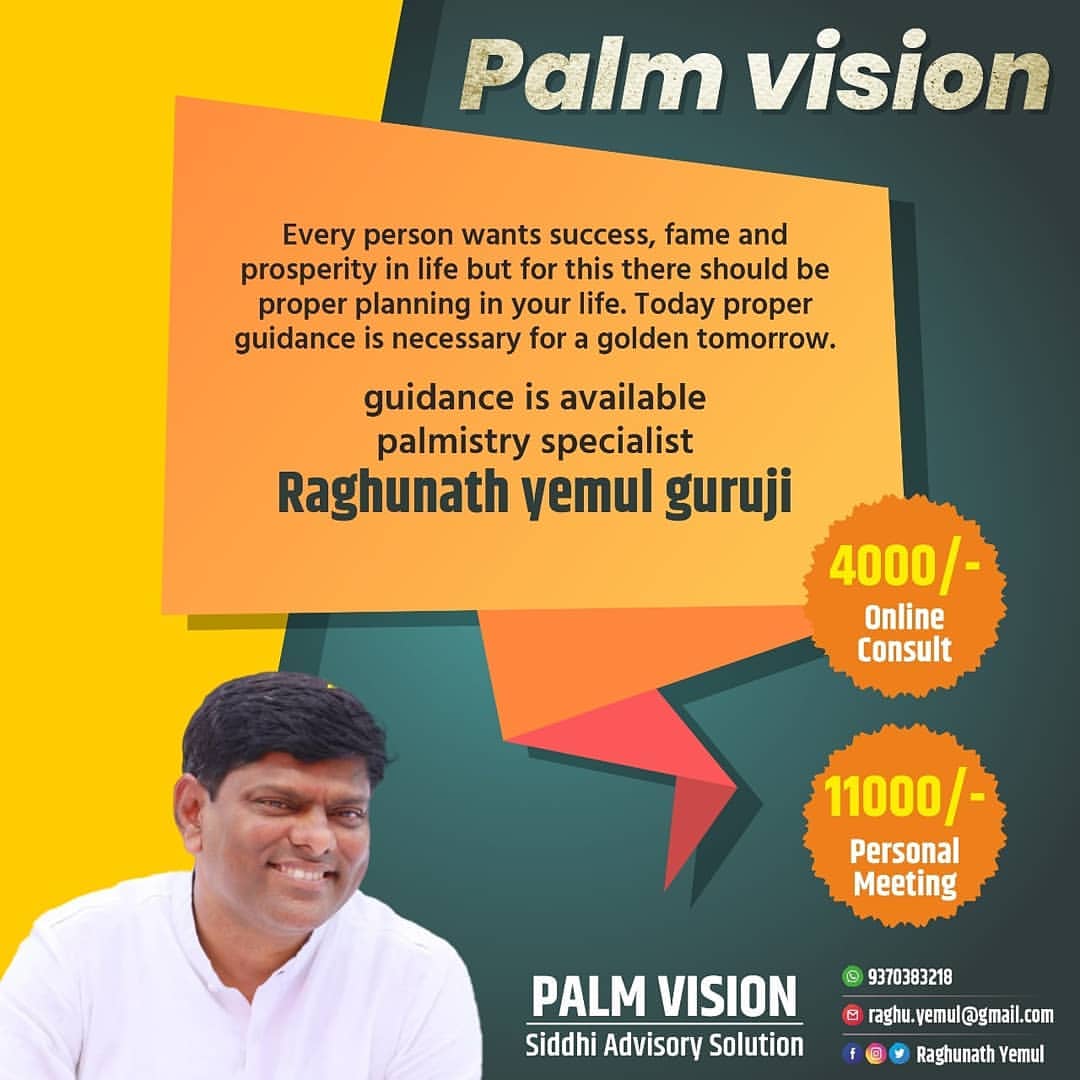 Palm vision
Every person wants success, fame and
prosperity in life but for this there should be
proper planning in your life. Today proper
guidance is necessary for a golden tomorrow.
guidance is available
palmistry specialist
Raghunath yemul guruji
4000/-
Online
Consult
11000/-
Personal
Meeting
PALM VISION
Siddhi Advisory Solution
9370383218
raghu.yemul@gmail.com
Raghunath Yemul